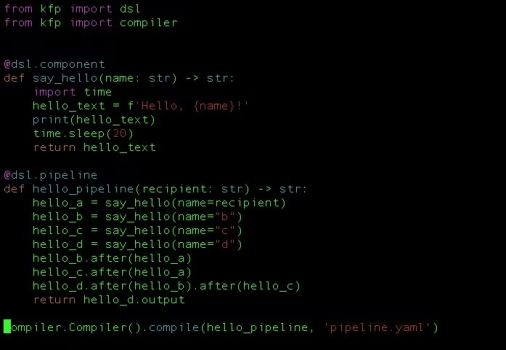 from kfp import dsl
from kfp import compiler
@dsl.component
def say_hello(name: str) -> str:
    import time
    hello_text = f'Hello, {name}!'
    print(hello_text)
    time.sleep(20)
    return hello_text
@dsl.pipeline
def hello_pipeline(recipient: str) -> str:
    hello_a = say_hello(name=recipient)
    hello_b = say_hello(name="b")
    hello_c = say_hello(name="c")
    hello_d = say_hello(name="d")
    hello_b.after(hello_a)
    hello_c.after(hello_a)
    hello_d.after(hello_b).after(hello_c)
    return hello_d.output
ompiler.Compiler().compile(hello_pipeline, 'pipeline.yaml')